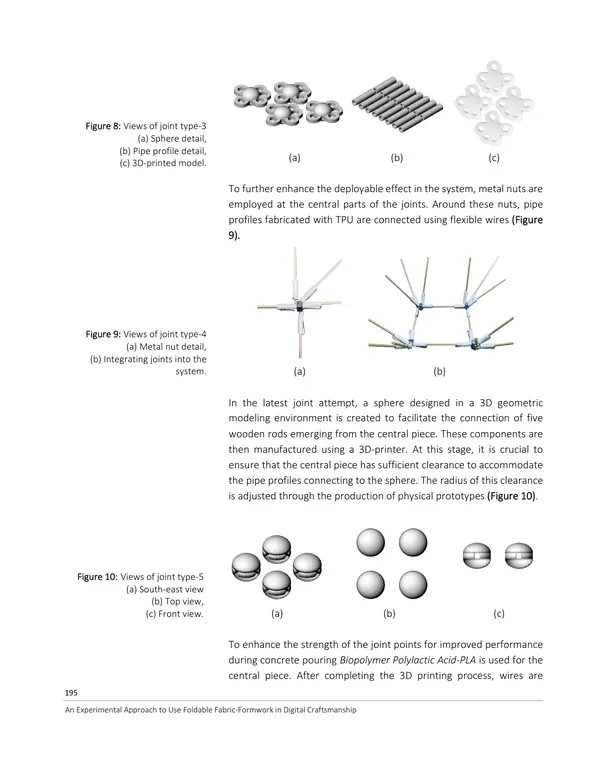 Figure 8: Views of joint type-3
(a) Sphere detail,
(b) Pipe profile detail,
(c) 3D-printed model.
(a)
(b)
(c)
To further enhance the deployable effect in the system, metal nuts are
employed at the central parts of the joints. Around these nuts, pipe
profiles fabricated with TPU are connected using flexible wires (Figure
9).
Figure 9: Views of joint type-4
(a) Metal nut detail,
(b) Integrating joints into the
system.
(a)
(b)
In the latest joint attempt, a sphere designed in a 3D geometric
modeling environment is created to facilitate the connection of five
wooden rods emerging from the central piece. These components are
then manufactured using a 3D-printer. At this stage, it is crucial to
ensure that the central piece has sufficient clearance to accommodate
the pipe profiles connecting to the sphere. The radius of this clearance
is adjusted through the production of physical prototypes (Figure 10).
Figure 10: Views of joint type-5
(a) South-east view
(b) Top view,
(c) Front view.
(a)
(b)
(c)
To enhance the strength of the joint points for improved performance
during concrete pouring Biopolymer Polylactic Acid-PLA is used for the
central piece. After completing the 3D printing process, wires are
195
An Experimental Approach to Use Foldable Fabric-Formwork in Digital Craftsmanship